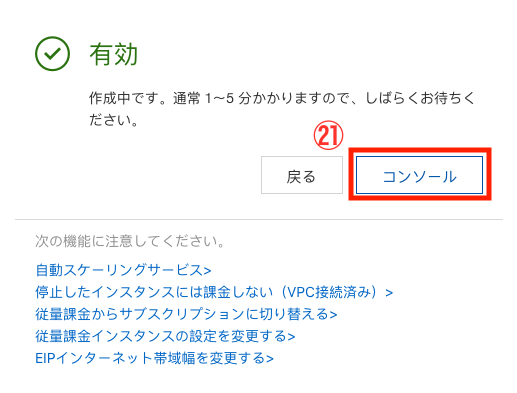 有効
作成中です。通常 1〜5 分かかりますので、しばらくお待ちく
ださい。
㉑
戻る
コンソール
次の機能に注意してください。
自動スケーリングサービス>
停止したインスタンスには課金しない（VPC接続済み）>
従量課金からサブスクリプションに切り替える>
従量課金インスタンスの設定を変更する>
EIPインターネット帯域幅を変更する>